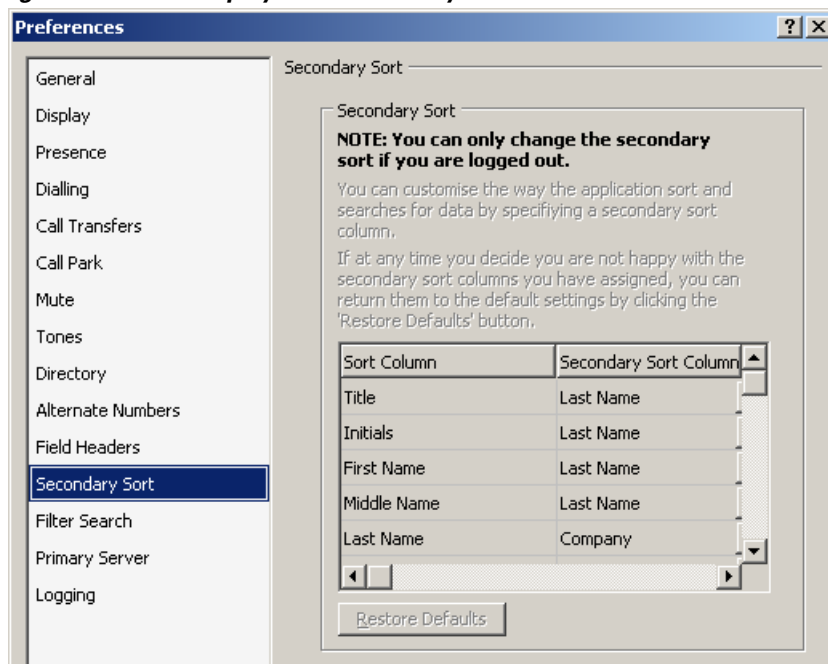 Preferences
General
Display
Presence
Dialling
Call Transfers
Call Park
Mute
Tones
Directory
Alternate Numbers
Field Headers
Secondary Sort
Filter Search
Primary Server
Logging
Secondary Sort
Secondary Sort
NOTE: You can only change the secondary
sort if you are logged out.
You can customise the way the application sort and
searches for data by specifiying a secondary sort
column.
If at any time you decide you are not happy with the
secondary sort columns you have assigned, you can
return them to the default settings by clicking the
'Restore Defaults' button.
Sort Column Secondary Sort Column
Title Last Name
Initials Last Name
First Name Last Name
Middle Name Last Name
Last Name Company
Restore Defaults